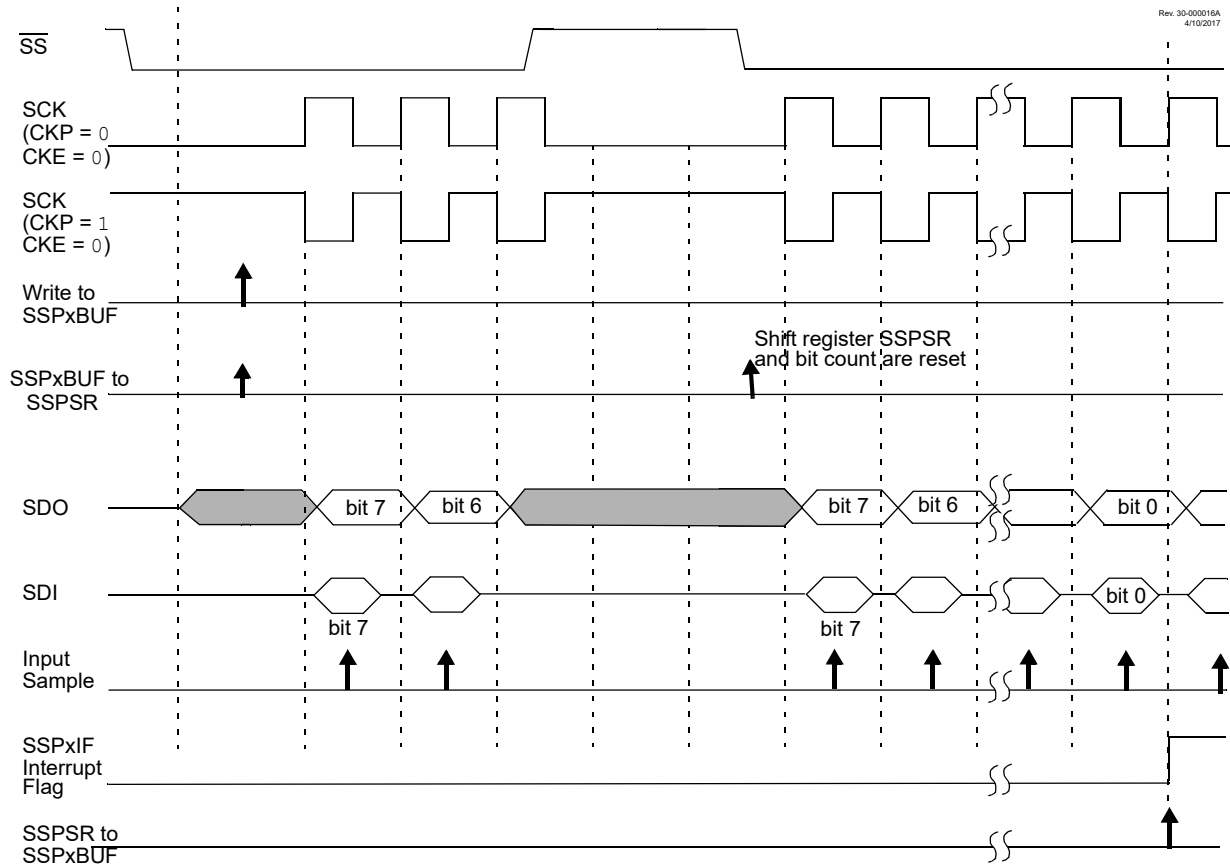 Rev. 30-000016A
4/10/2017
SS
SCK
(CKP = 0
CKE = 0)
SCK
(CKP = 1
CKE = 0)
Write to
SSPxBUF
Shift register SSPSR
and bit count are reset
SSPxBUF to
SSPSR
SDO
bit 7
bit 6
bit 7
bit 6
bit 0
SDI
bit 0
bit 7
bit 7
Input
Sample
SSPxIF
Interrupt
Flag
SSPSR to
SSPxBUF